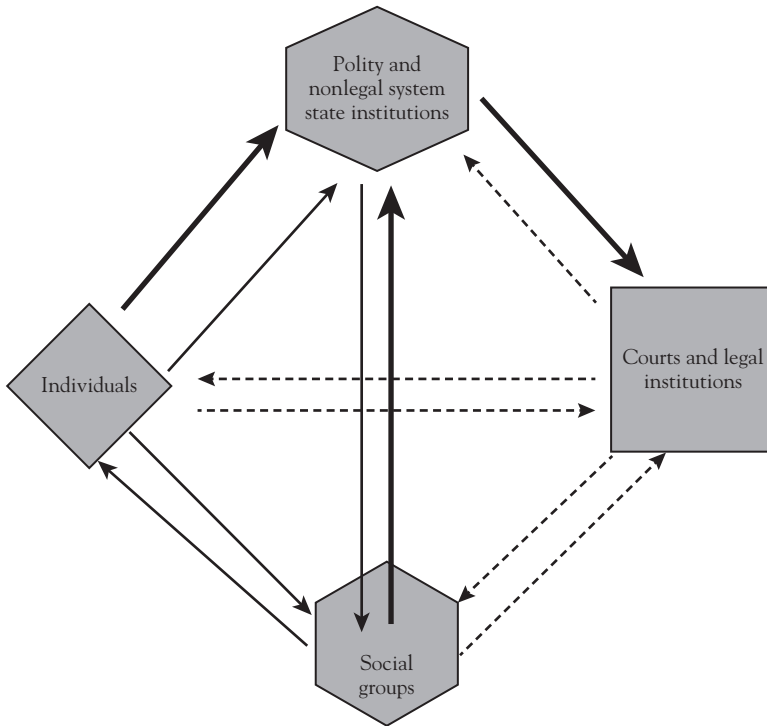 Polity and
nonlegal system
state institutions
Individuals
Courts and legal
institutions
Social
groups